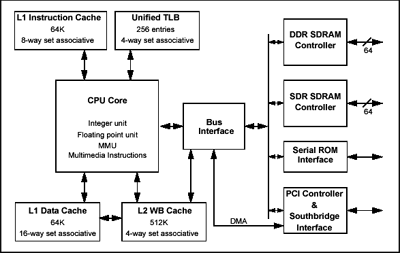 L1 Instruction Cache
64K
8-way set associative
Unified TLB
256 entries
4-way set associative
CPU Core
Integer unit
Floating point unit
MMU
Multimedia Instructions
Bus
Interface
DDR SDRAM
Controller
64
SDR SDRAM
Controller
64
Serial ROM
Interface
PCI Controller
&
Southbridge
Interface
DMA
L1 Data Cache
64K
16-way set associative
L2 WB Cache
512K
4-way set associative